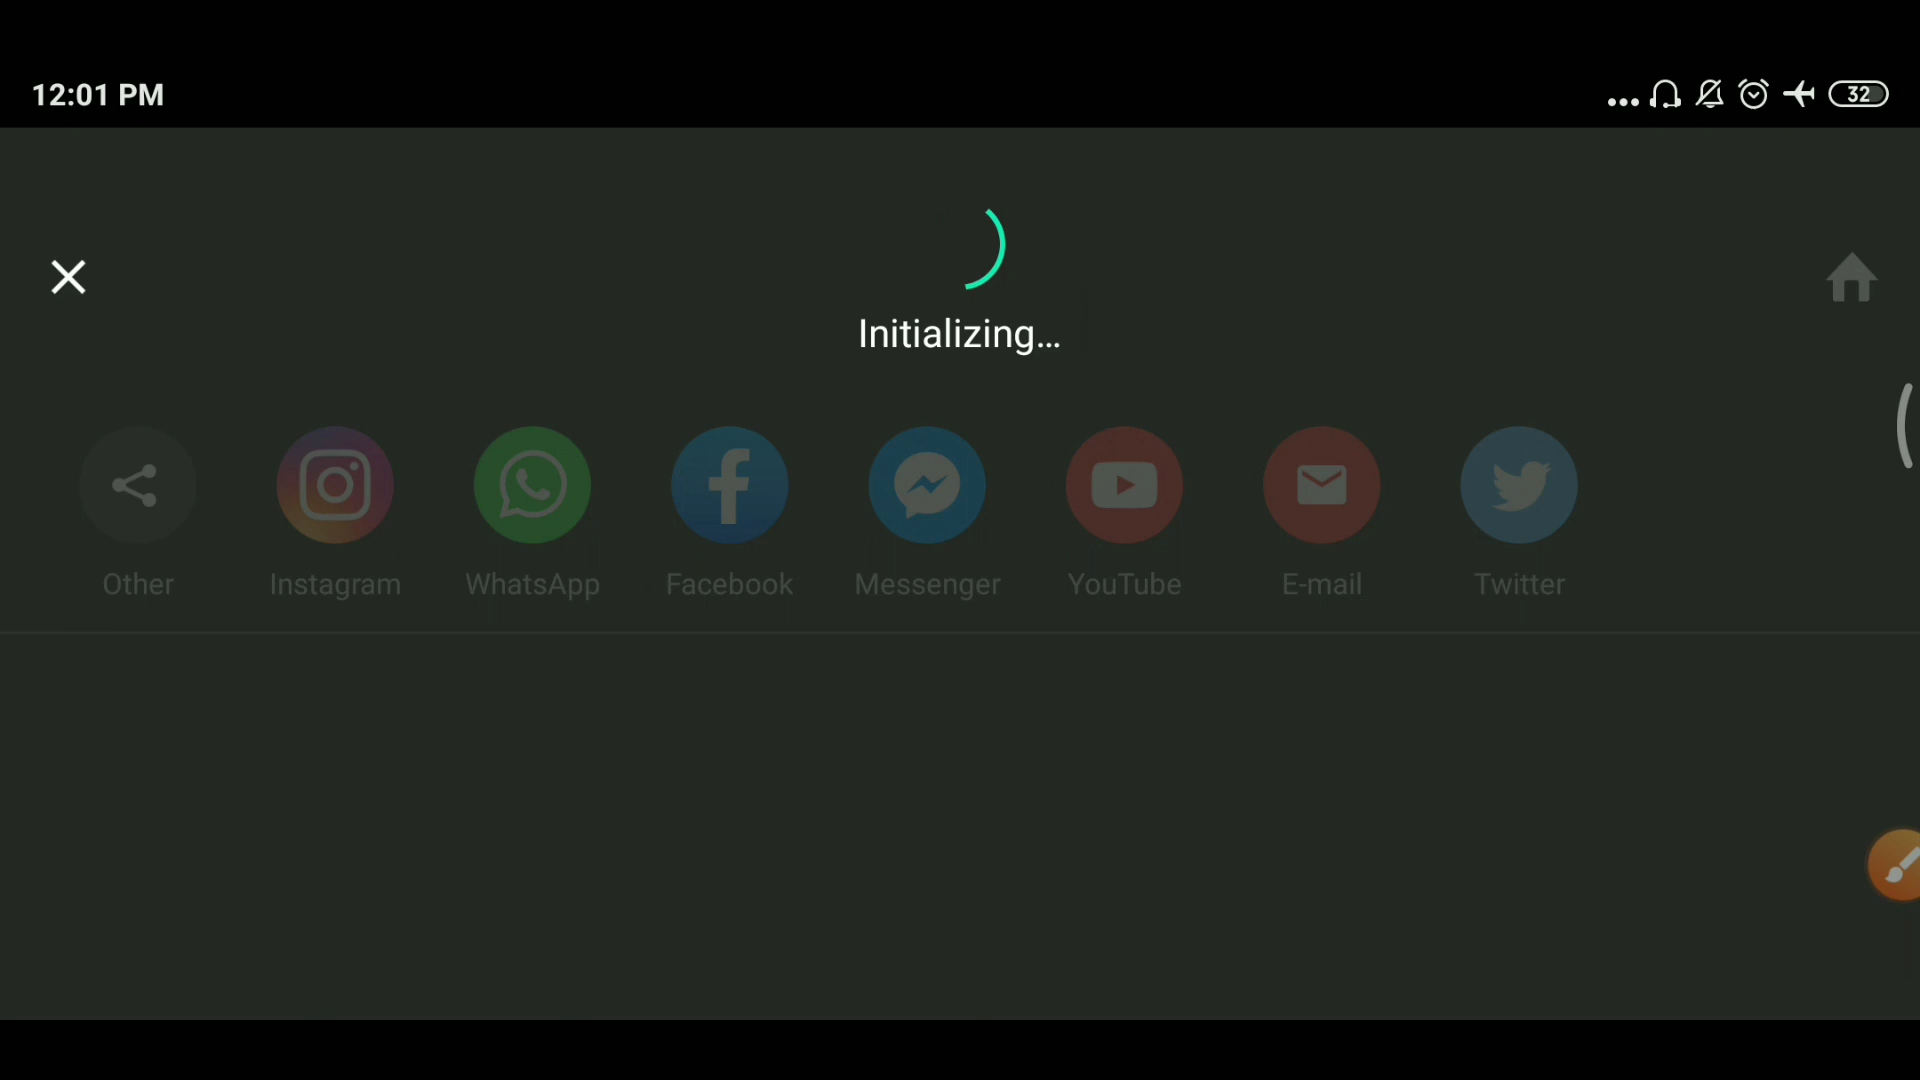 12:01 PM
32
Initializing...
Other
Instagram
WhatsApp
Facebook
Messenger
YouTube
E-mail
Twitter